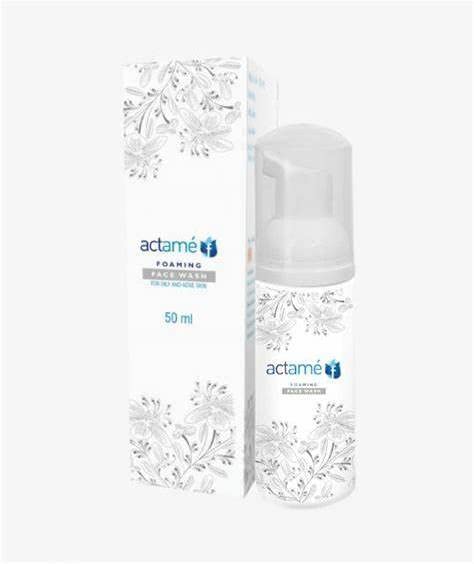 actamé f
FOAMING
FACE WASH
FOR OILY AND ACNE SKIN
50 ml
actamé f
FOAMING
FACE WASH